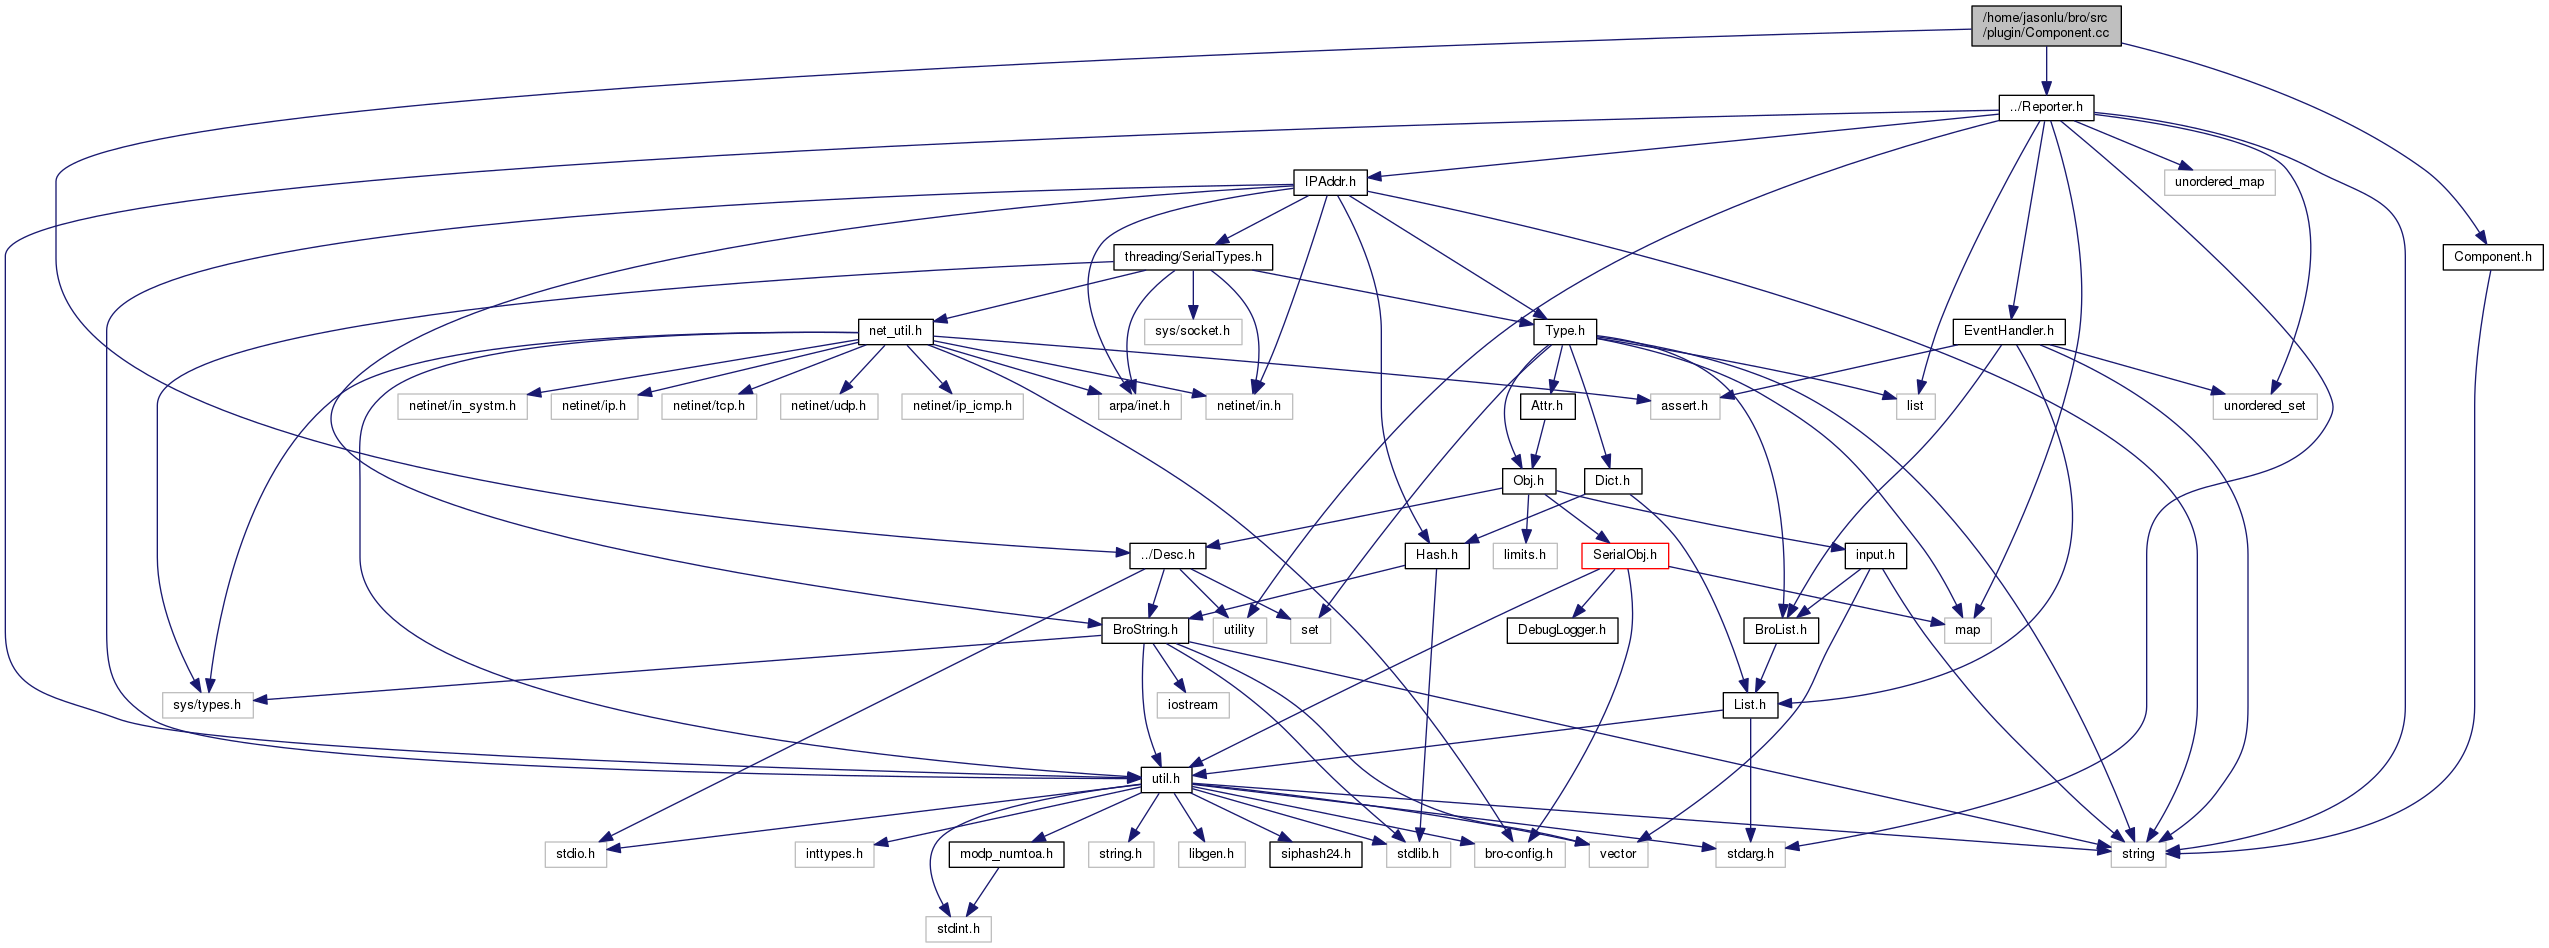 /home/jasonlu/bro/src
/plugin/Component.cc
../Reporter.h
IPAddr.h
unordered_map
threading/SerialTypes.h
Component.h
net_util.h
sys/socket.h
Type.h
EventHandler.h
netinet/in_systm.h
netinet/ip.h
netinet/tcp.h
netinet/udp.h
netinet/ip_icmp.h
arpa/inet.h
netinet/in.h
Attr.h
assert.h
list
unordered_set
Obj.h
Dict.h
../Desc.h
Hash.h
limits.h
SerialObj.h
input.h
BroString.h
utility
set
DebugLogger.h
BroList.h
map
sys/types.h
iostream
List.h
util.h
stdio.h
inttypes.h
modp_numtoa.h
string.h
libgen.h
siphash24.h
stdlib.h
bro-config.h
vector
stdarg.h
string
stdint.h